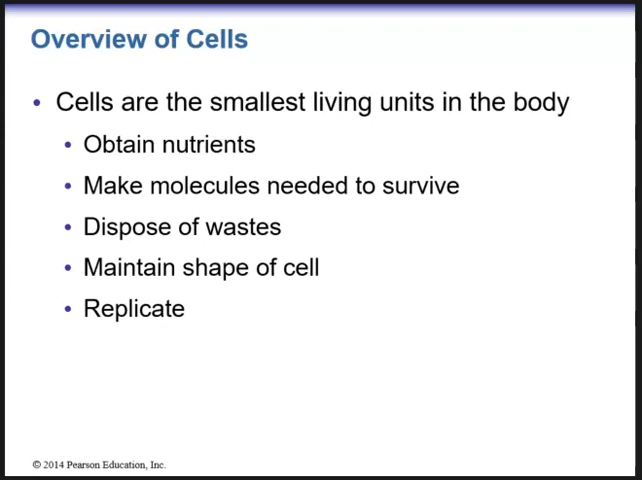 Overview of Cells
• Cells are the smallest living units in the body
• Obtain nutrients
• Make molecules needed to survive
• Dispose of wastes
• Maintain shape of cell
• Replicate
© 2014 Pearson Education, Inc.